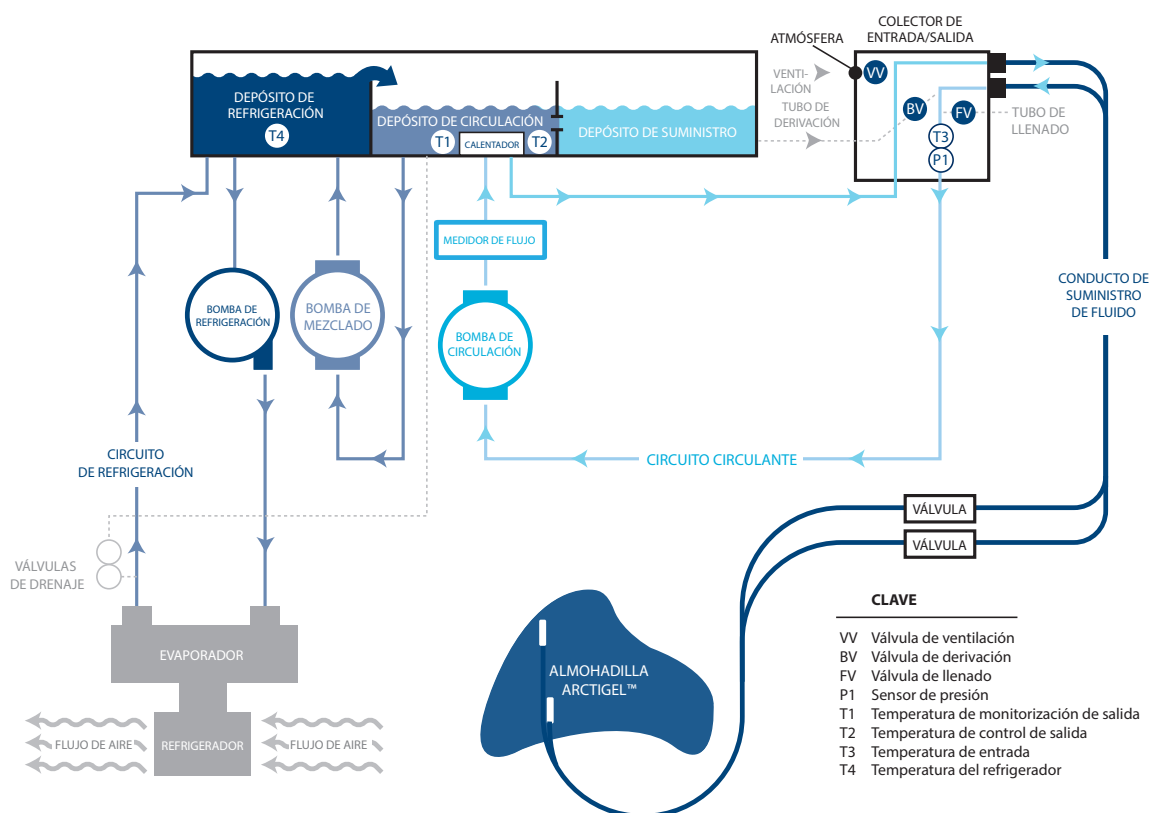 COLECTOR DE
ENTRADA/SALIDA
ATMÓSFERA
VV
VENTI-
LACIÓN
TUBO DE
DERIVACIÓN
BV
FV
TUBO DE
LLENADO
T3
P1
DEPÓSITO DE
REFRIGERACIÓN
T4
DEPÓSITO DE CIRCULACIÓN
T1
CALENTADOR
T2
DEPÓSITO DE SUMINISTRO
MEDIDOR DE FLUJO
BOMBA DE
REFRIGERACIÓN
BOMBA DE
MEZCLADO
BOMBA DE
CIRCULACIÓN
CONDUCTO DE
SUMINISTRO
DE FLUIDO
CIRCUITO
DE REFRIGERACIÓN
CIRCUITO CIRCULANTE
VÁLVULA
VÁLVULA
VÁLVULAS
DE DRENAJE
EVAPORADOR
REFRIGERADOR
FLUJO DE AIRE
FLUJO DE AIRE
ALMOHADILLA
ARCTIGEL™
CLAVE
VV Válvula de ventilación
BV Válvula de derivación
FV Válvula de llenado
P1 Sensor de presión
T1 Temperatura de monitorización de salida
T2 Temperatura de control de salida
T3 Temperatura de entrada
T4 Temperatura del refrigerador